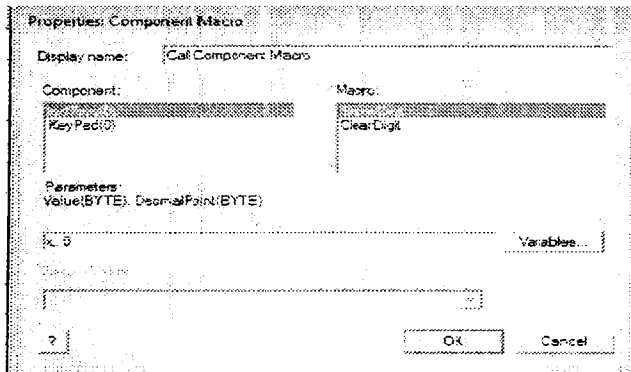 Properties: Component Macro
Display name: Call Component Macro
Component: Macro:
KeyPad(0) ClearDigit
Parameters:
Value(BYTE), DecimalPoint(BYTE)
x, 0 Variables...
?
OK Cancel